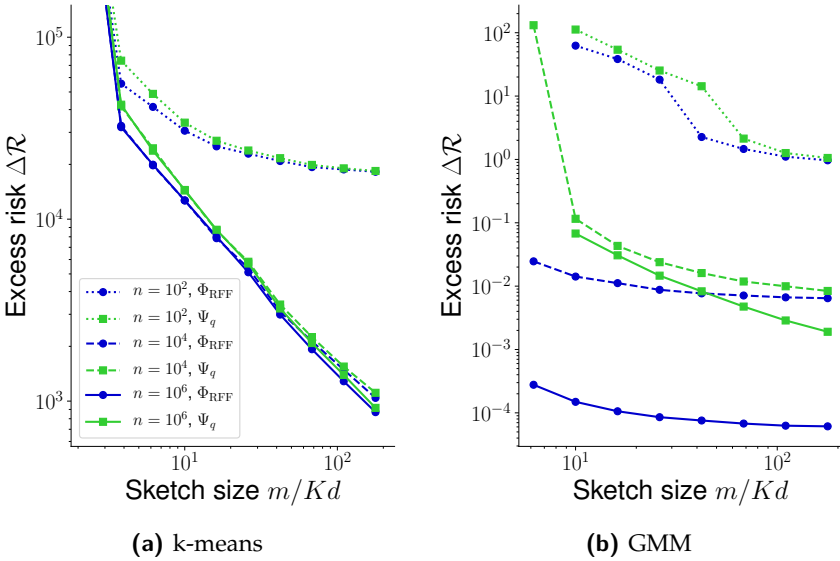 10^5
10^4
10^3
Excess risk ΔR
n = 10^2, Φ_RFF
n = 10^2, Ψ_q
n = 10^4, Φ_RFF
n = 10^4, Ψ_q
n = 10^6, Φ_RFF
n = 10^6, Ψ_q
10^1
10^2
Sketch size m/Kd
(a) k-means
10^2
10^1
10^0
10^−1
10^−2
10^−3
10^−4
Excess risk ΔR
10^1
10^2
Sketch size m/Kd
(b) GMM